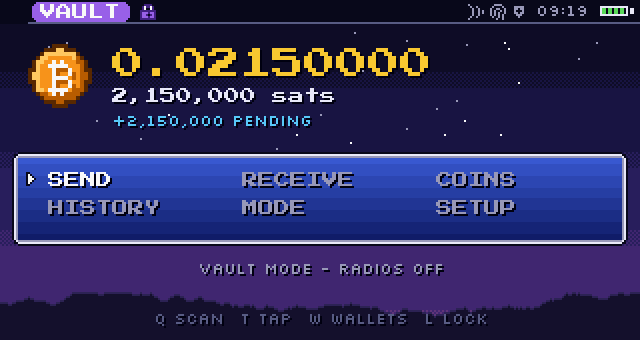 VAULT 09:19
0.02150000
2,150,000 sats
+2,150,000 PENDING
SEND RECEIVE COINS
HISTORY MODE SETUP
VAULT MODE - RADIOS OFF
Q SCAN T TAP W WALLETS L LOCK